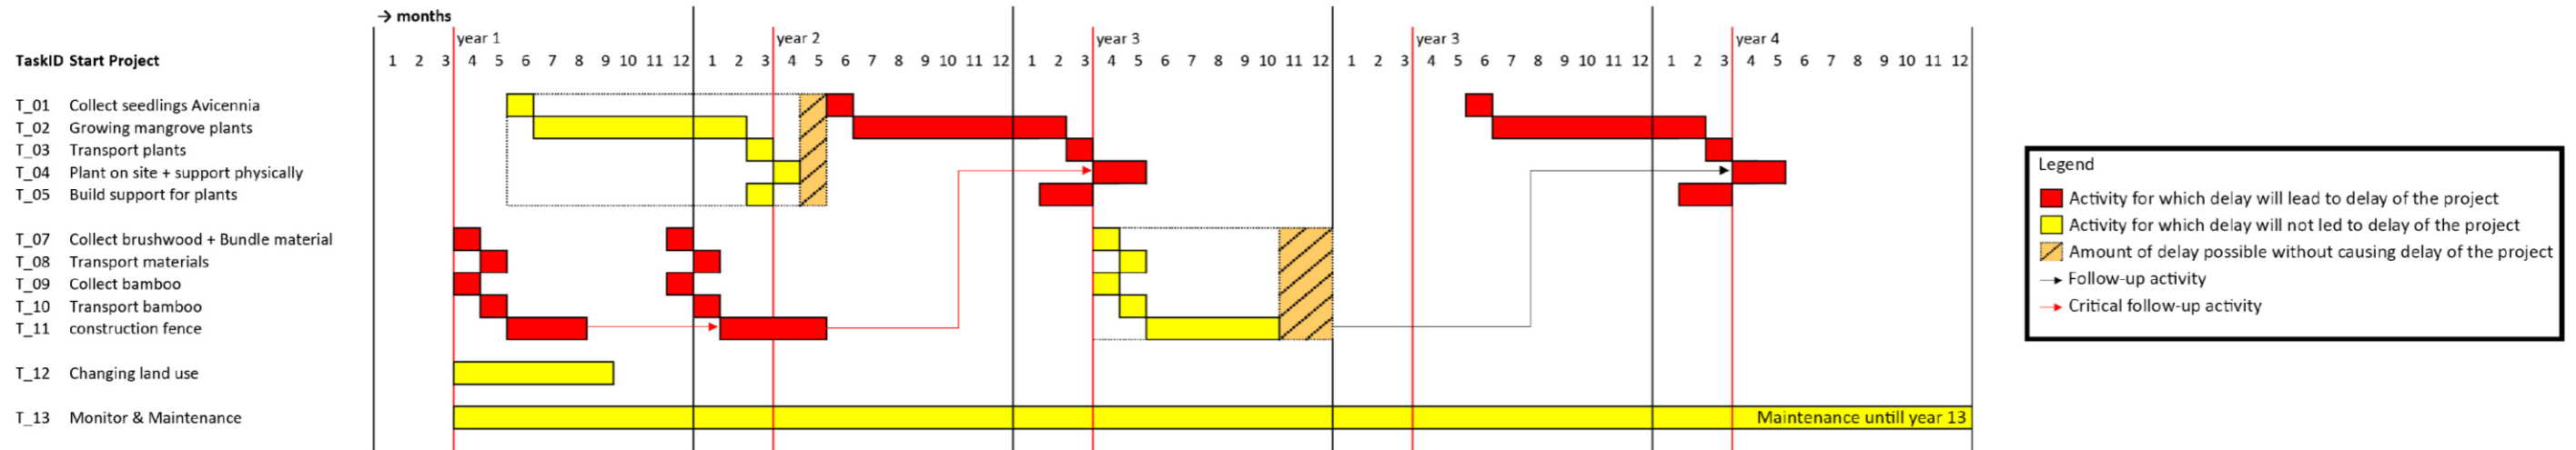 → months
year 1 year 2 year 3 year 3 year 4
TaskID Start Project 1 2 3 4 5 6 7 8 9 10 11 12 1 2 3 4 5 6 7 8 9 10 11 12 1 2 3 4 5 6 7 8 9 10 11 12 1 2 3 4 5 6 7 8 9 10 11 12 1 2 3 4 5 6 7 8 9 10 11 12
T_01 Collect seedlings Avicennia
T_02 Growing mangrove plants
T_03 Transport plants
T_04 Plant on site + support physically
T_05 Build support for plants
T_07 Collect brushwood + Bundle material
T_08 Transport materials
T_09 Collect bamboo
T_10 Transport bamboo
T_11 construction fence
T_12 Changing land use
T_13 Monitor & Maintenance
Maintenance untill year 13
Legend
Activity for which delay will lead to delay of the project
Activity for which delay will not led to delay of the project
Amount of delay possible without causing delay of the project
Follow-up activity
Critical follow-up activity